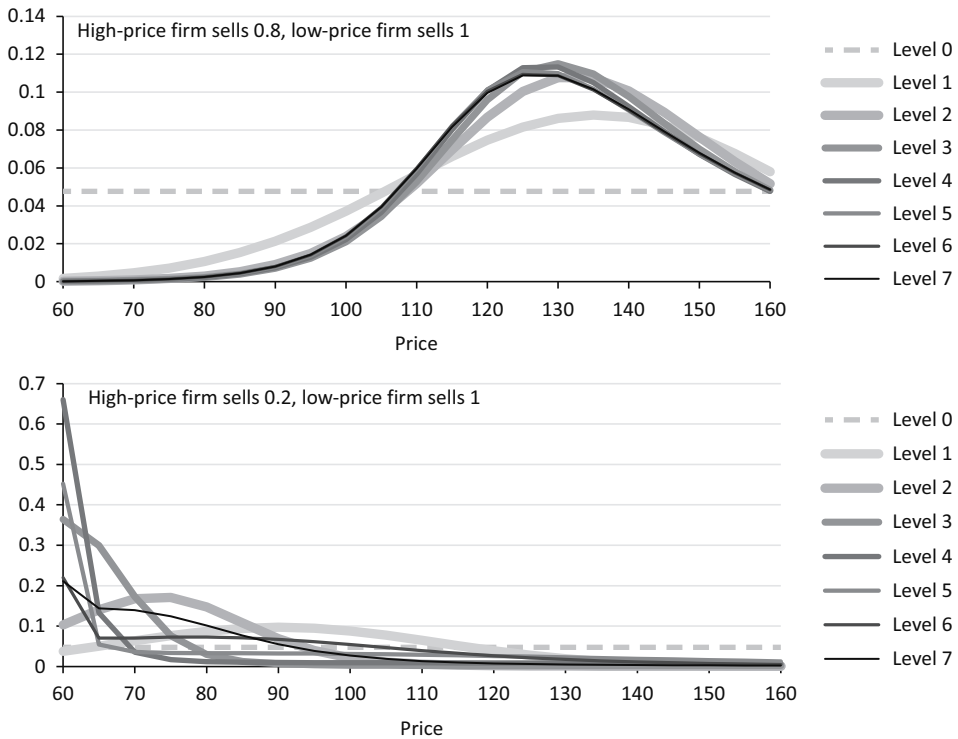 0.14
High-price firm sells 0.8, low-price firm sells 1
0.12
0.1
0.08
0.06
0.04
0.02
0
60 70 80 90 100 110 120 130 140 150 160
Price
Level 0
Level 1
Level 2
Level 3
Level 4
Level 5
Level 6
Level 7
0.7
High-price firm sells 0.2, low-price firm sells 1
0.6
0.5
0.4
0.3
0.2
0.1
0
60 70 80 90 100 110 120 130 140 150 160
Price
Level 0
Level 1
Level 2
Level 3
Level 4
Level 5
Level 6
Level 7